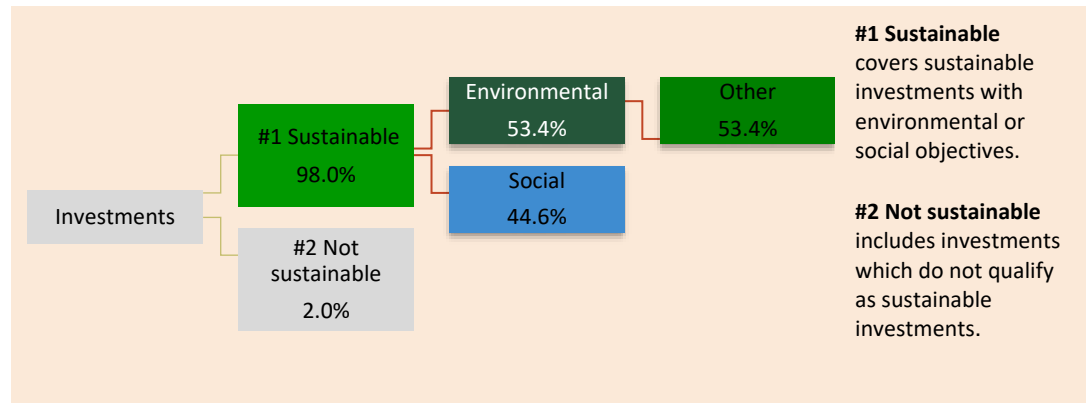 Investments
#1 Sustainable
98.0%
#2 Not
sustainable
2.0%
Environmental
53.4%
Social
44.6%
Other
53.4%
#1 Sustainable
covers sustainable
investments with
environmental or
social objectives.
#2 Not sustainable
includes investments
which do not qualify
as sustainable
investments.